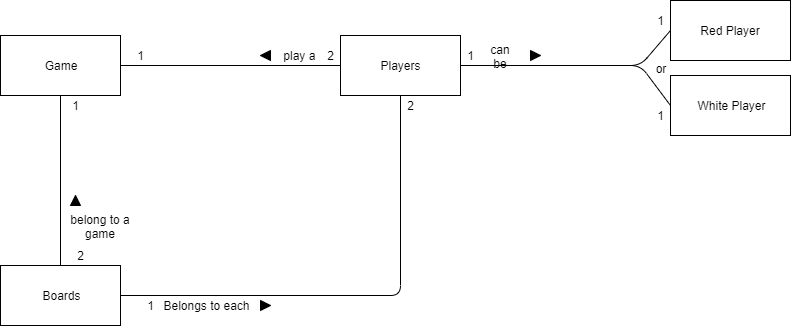 1
Red Player
can
be
1
play a
2
1
Game
Players
or
1
2
White Player
1
belong to a
game
2
Boards
1
Belongs to each